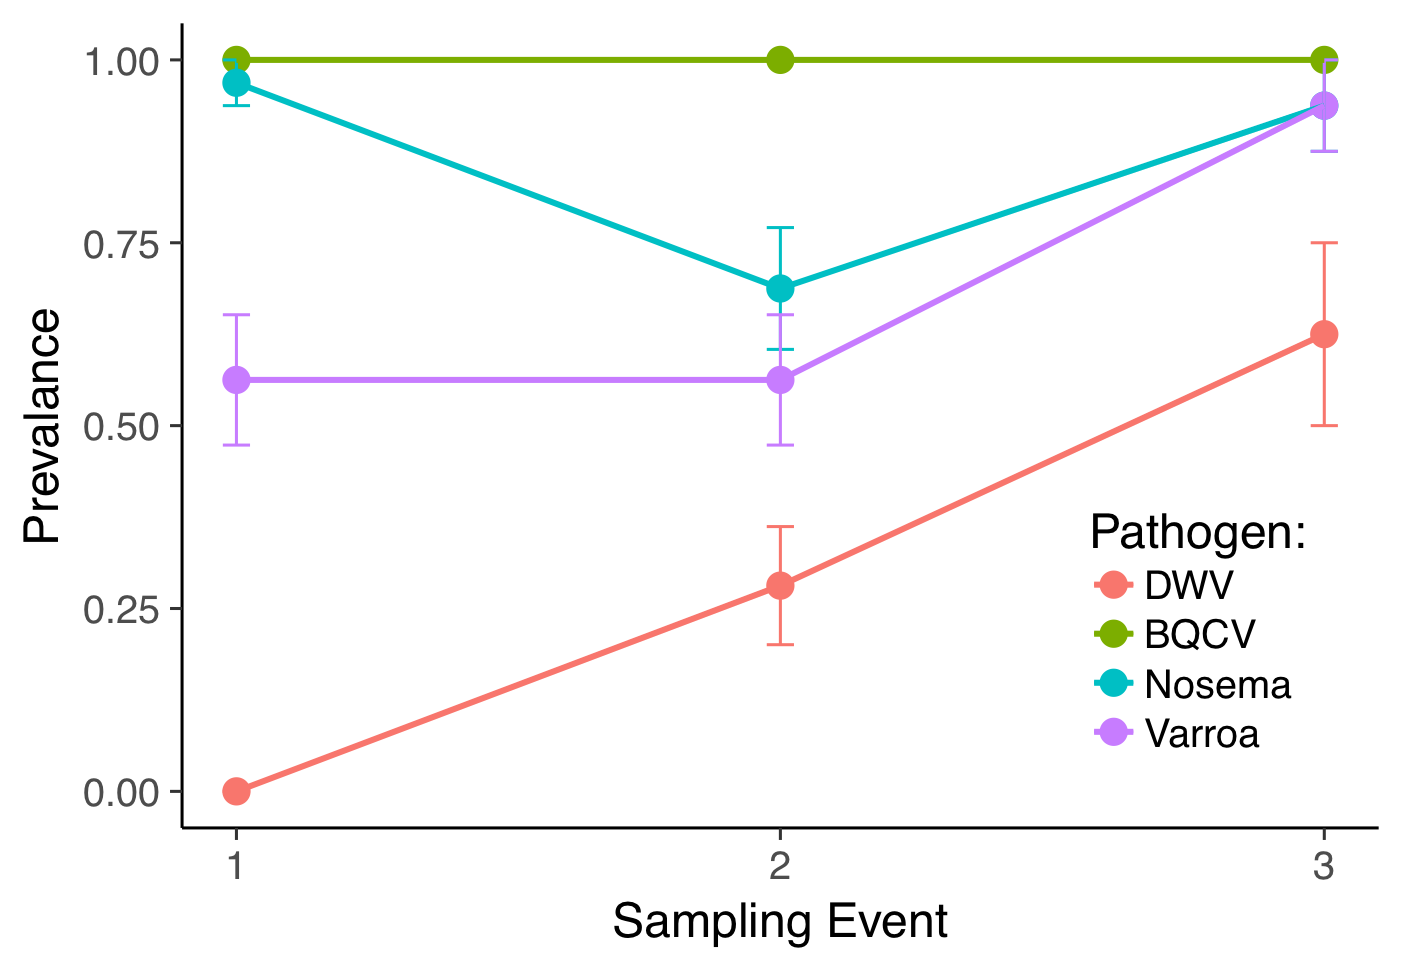 1.00
0.75
0.50
0.25
0.00
Prevalance
1
2
3
Sampling Event
Pathogen:
DWV
BQCV
Nosema
Varroa